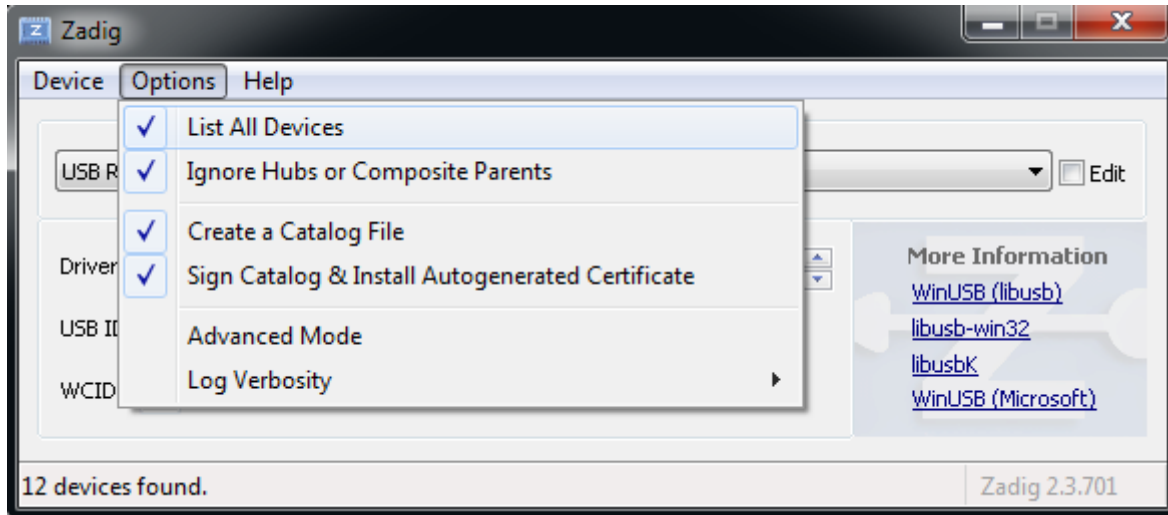 Zadig
Device Options Help
List All Devices
Ignore Hubs or Composite Parents
Create a Catalog File
Sign Catalog & Install Autogenerated Certificate
Advanced Mode
Log Verbosity
USB R
Edit
Driver
USB ID
WCID
More Information
WinUSB (libusb)
libusb-win32
libusbK
WinUSB (Microsoft)
12 devices found.
Zadig 2.3.701